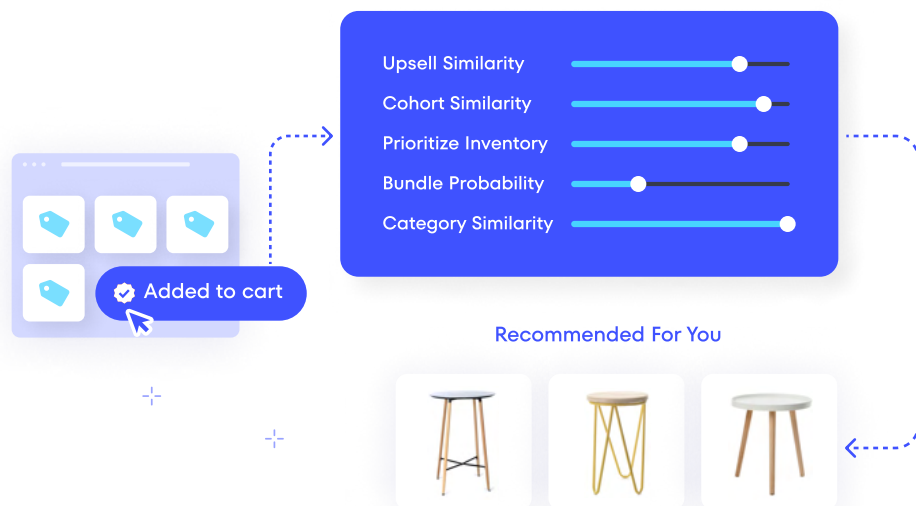 Upsell Similarity
Cohort Similarity
Prioritize Inventory
Bundle Probability
Category Similarity
Added to cart
Recommended For You